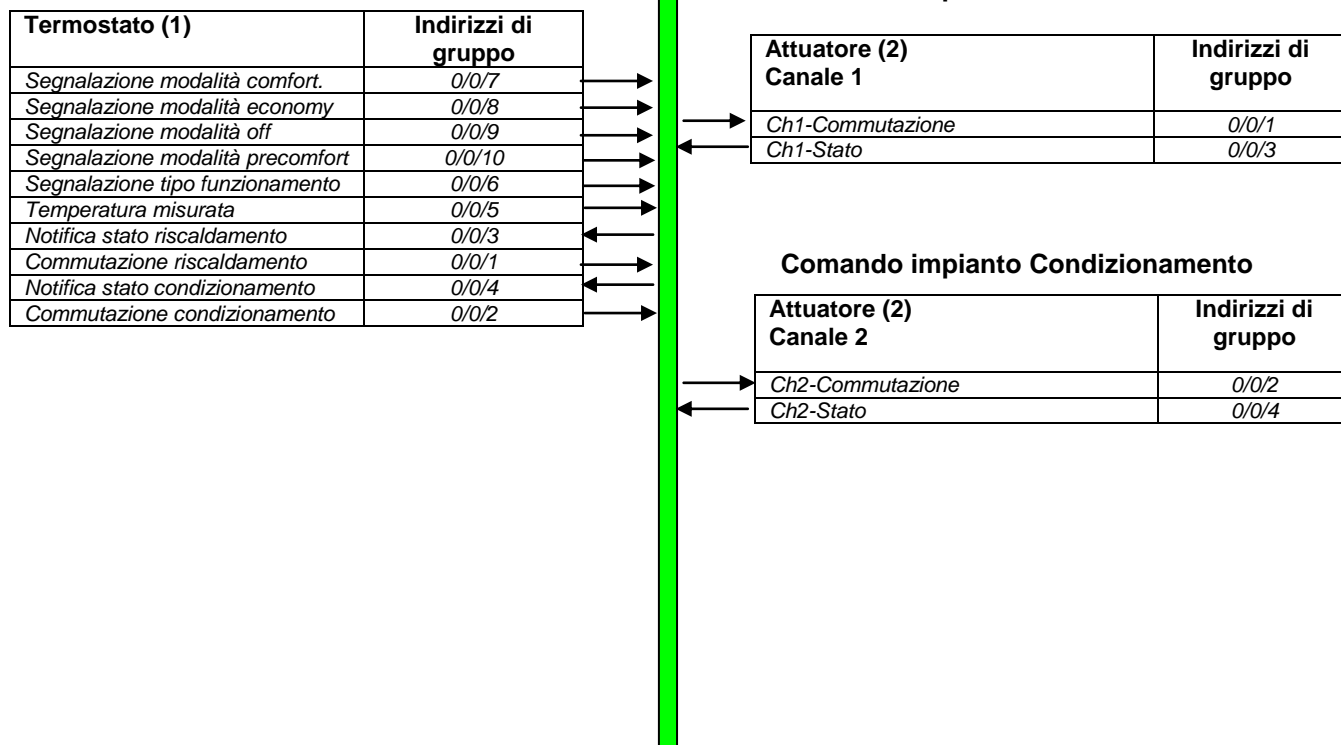 Termostato (1) Indirizzi di
gruppo
Segnalazione modalità comfort. 0/0/7
Segnalazione modalità economy 0/0/8
Segnalazione modalità off 0/0/9
Segnalazione modalità precomfort 0/0/10
Segnalazione tipo funzionamento 0/0/6
Temperatura misurata 0/0/5
Notifica stato riscaldamento 0/0/3
Commutazione riscaldamento 0/0/1
Notifica stato condizionamento 0/0/4
Commutazione condizionamento 0/0/2
Attuatore (2) Indirizzi di
Canale 1 gruppo
Ch1-Commutazione 0/0/1
Ch1-Stato 0/0/3
Comando impianto Condizionamento
Attuatore (2) Indirizzi di
Canale 2 gruppo
Ch2-Commutazione 0/0/2
Ch2-Stato 0/0/4